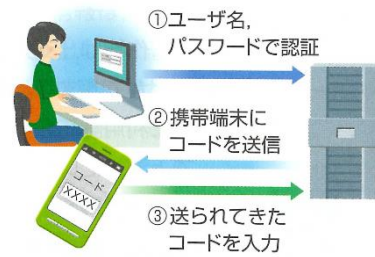 ①ユーザ名,
パスワードで認証
②携帯端末に
コードを送信
コード
XXXX
③送られてきた
コードを入力